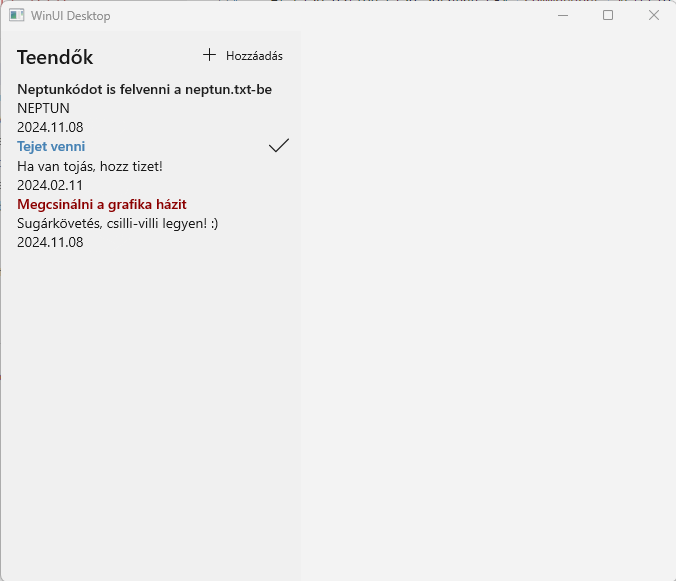 WinUI Desktop
Teendők
Hozzáadás
Neptunkódot is felvenni a neptun.txt-be
NEPTUN
2024.11.08
Tejet venni
Ha van tojás, hozz tizet!
2024.02.11
Megcsinálni a grafika házit
Sugárkövetés, csilli-villi legyen! :)
2024.11.08